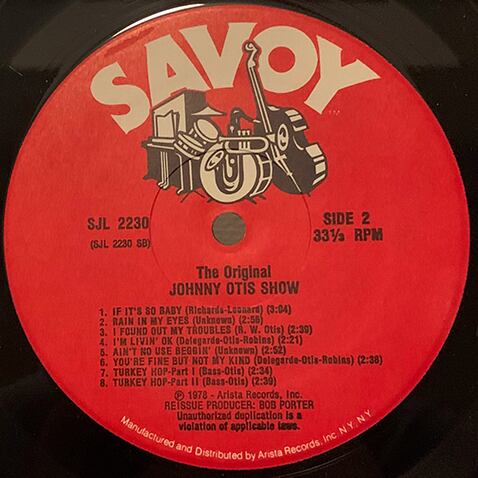 SAVOY
TM
SJL 2230
(SJL 2230 SB)
SIDE 2
33⅓ RPM
The Original
JOHNNY OTIS SHOW
1. IF IT'S SO BABY (Richards-Leonard) (3:04)
2. RAIN IN MY EYES (Unknown) (2:56)
3. I FOUND OUT MY TROUBLES (R. W. Otis) (2:39)
4. I'M LIVIN' OK (Delegarde-Otis-Robins) (2:21)
5. AIN'T NO USE BEGGIN' (Unknown) (2:52)
6. YOU'RE FINE BUT NOT MY KIND (Delegarde-Otis-Robins) (2:38)
7. TURKEY HOP-Part I (Bass-Otis) (2:34)
8. TURKEY HOP-Part II (Bass-Otis) (2:39)
℗ 1978 - Arista Records, Inc.
REISSUE PRODUCER: BOB PORTER
Unauthorized duplication is a
violation of applicable laws.
Manufactured and Distributed by Arista Records, Inc. N.Y. N.Y.